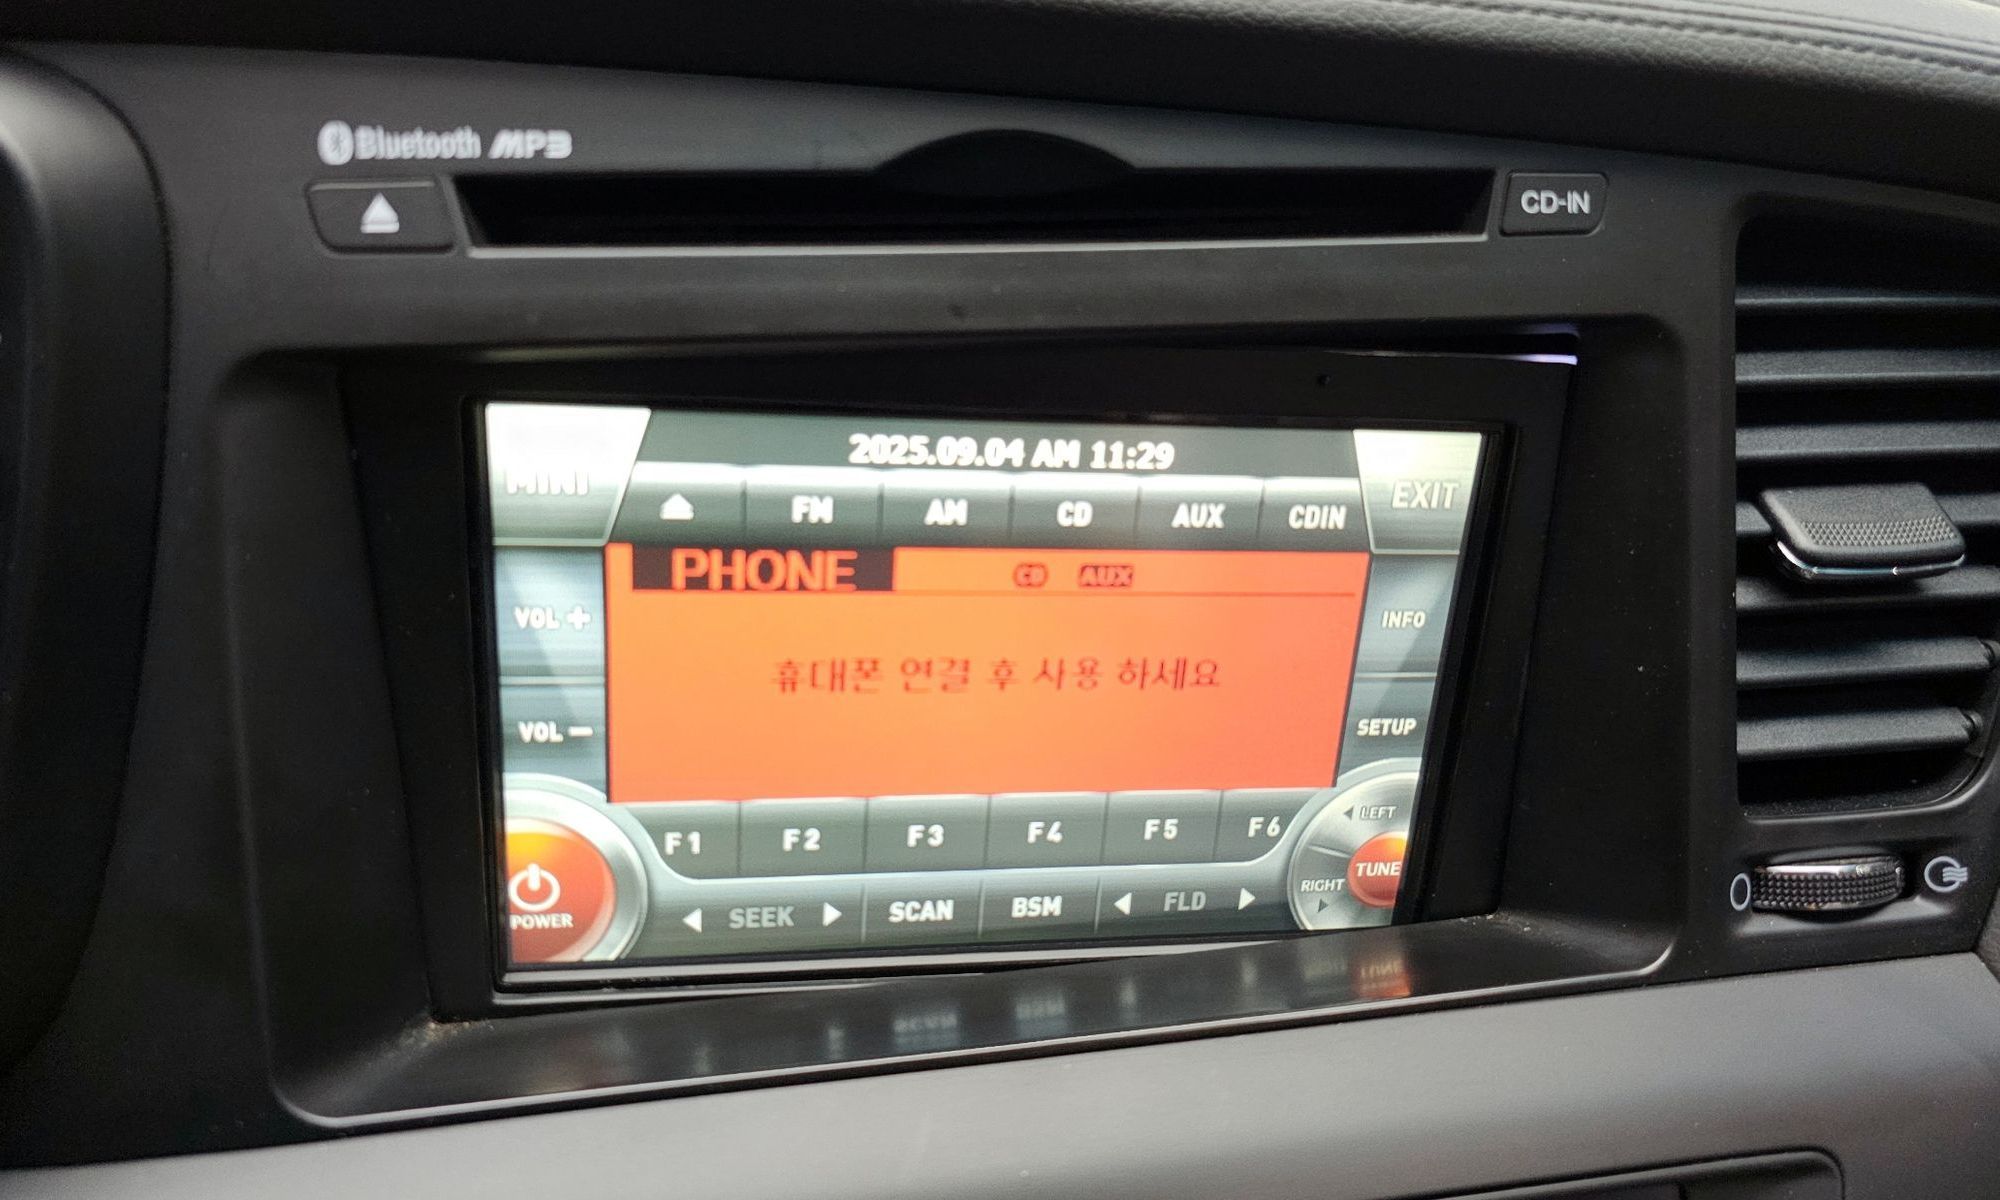 Bluetooth MP3
CD-IN
2025.09.04 AM 11:29
MINI
FM AM CD AUX CDIN
EXIT
PHONE CD AUX
VOL +
INFO
휴대폰 연결 후 사용 하세요
VOL -
SETUP
F1 F2 F3 F4 F5 F6
LEFT
TUNE
RIGHT
POWER
SEEK SCAN BSM FLD